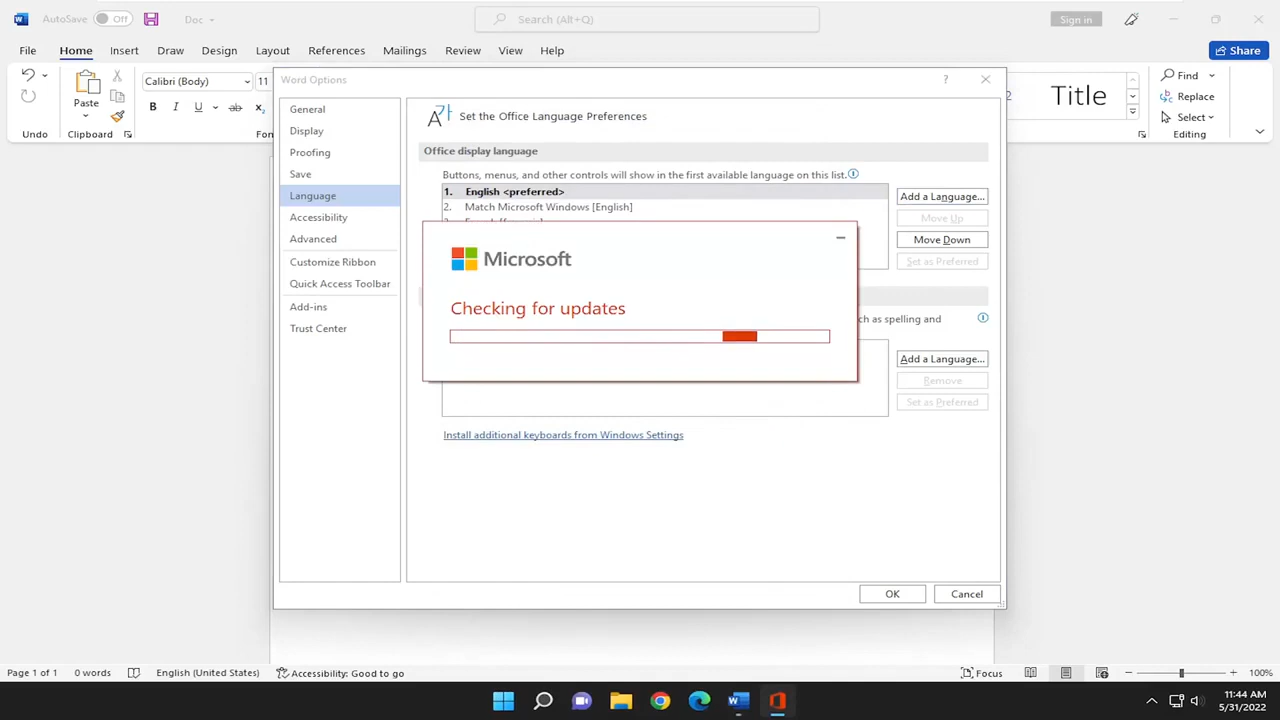 AutoSave Off Doc
Search (Alt+Q)
Sign in
File Home Insert Draw Design Layout References Mailings Review View Help
Share
Calibri (Body) 11
Paste
B I U ab x₂
Undo Clipboard Fon
2 Title
Find
Replace
Select
Editing
Word Options ?
General
Display
Proofing
Save
Language
Accessibility
Advanced
Customize Ribbon
Quick Access Toolbar
Add-ins
Trust Center
A가 Set the Office Language Preferences
Office display language
Buttons, menus, and other controls will show in the first available language on this list.
1. English <preferred>
2. Match Microsoft Windows [English]
Add a Language...
Move Up
Move Down
Set as Preferred
Microsoft
Checking for updates
ch as spelling and
Add a Language...
Remove
Set as Preferred
Install additional keyboards from Windows Settings
OK Cancel
Page 1 of 1 0 words English (United States) Accessibility: Good to go
Focus 100%
11:44 AM
5/31/2022